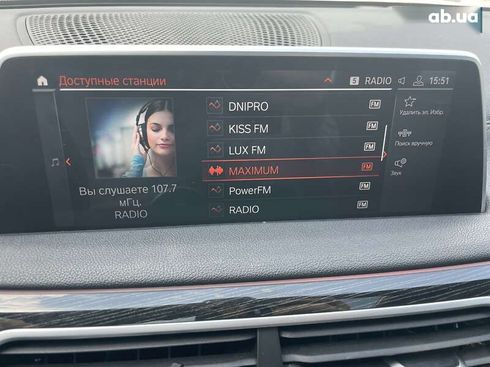 ab.ua
Доступные станции
S RADIO
15:51
DNIPRO FM
KISS FM FM
LUX FM FM
MAXIMUM FM
PowerFM FM
RADIO FM
Вы слушаете 107.7
мГц.
RADIO
Удалить эл. Избр.
Поиск вручную
Звук